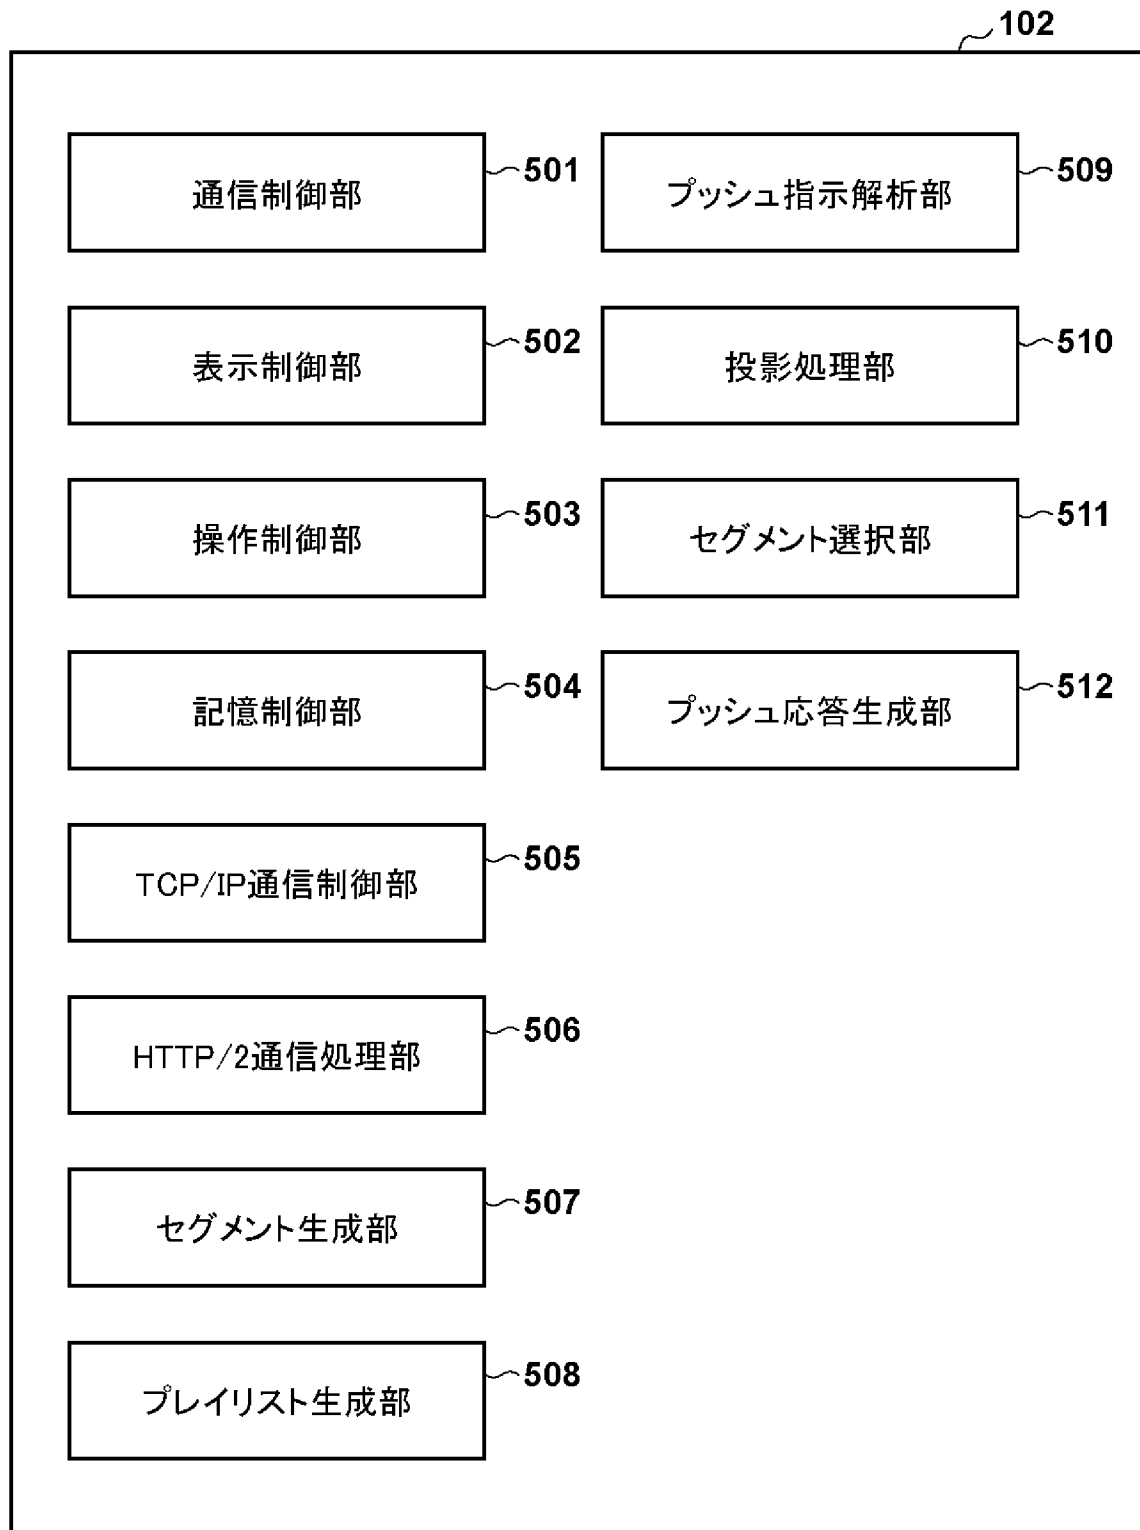 102
通信制御部
501
表示制御部
502
操作制御部
503
記憶制御部
504
TCP/IP通信制御部
505
HTTP/2通信処理部
506
セグメント生成部
507
プレイリスト生成部
508
プッシュ指示解析部
509
投影処理部
510
セグメント選択部
511
プッシュ応答生成部
512